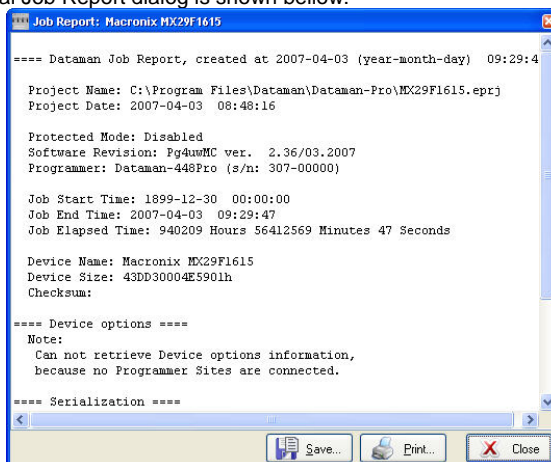 al Job Report dialog is shown bellow:
Job Report: Macronix MX29F1615
==== Dataman Job Report, created at 2007-04-03 (year-month-day)  09:29:4
Project Name: C:\Program Files\Dataman\Dataman-Pro\MX29F1615.eprj
Project Date: 2007-04-03  08:48:16
Protected Mode: Disabled
Software Revision: Pg4uwMC ver.  2.36/03.2007
Programmer: Dataman-448Pro (s/n: 307-00000)
Job Start Time: 1899-12-30  00:00:00
Job End Time: 2007-04-03  09:29:47
Job Elapsed Time: 940209 Hours 56412569 Minutes 47 Seconds
Device Name: Macronix MX29F1615
Device Size: 43DD30004E5901h
Checksum:
==== Device options ====
Note:
Can not retrieve Device options information,
because no Programmer Sites are connected.
==== Serialization ====
Save... Print... Close